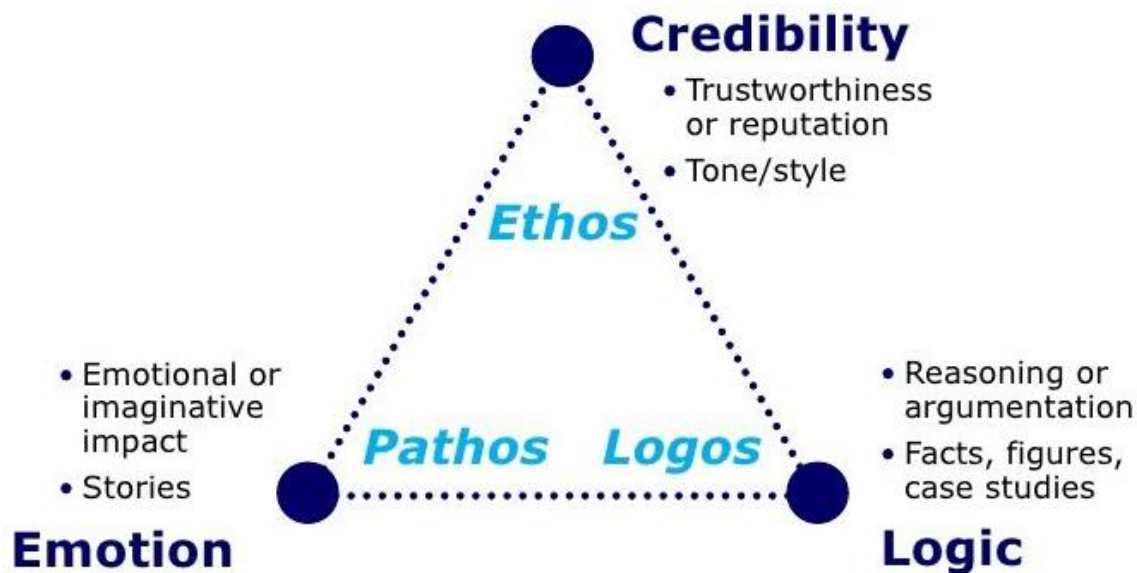 Credibility
• Trustworthiness
or reputation
• Tone/style
Ethos
• Emotional or
imaginative
impact
• Stories
Emotion
Pathos
Logos
• Reasoning or
argumentation
• Facts, figures,
case studies
Logic